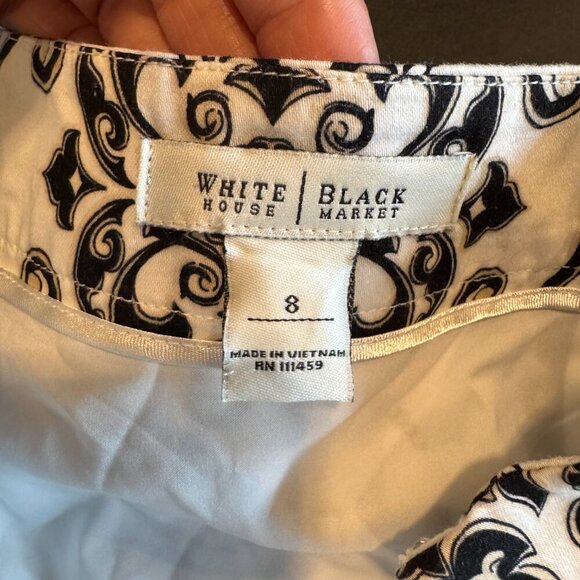 WHITE | BLACK
HOUSE | MARKET
8
MADE IN VIETNAM
RN 111459